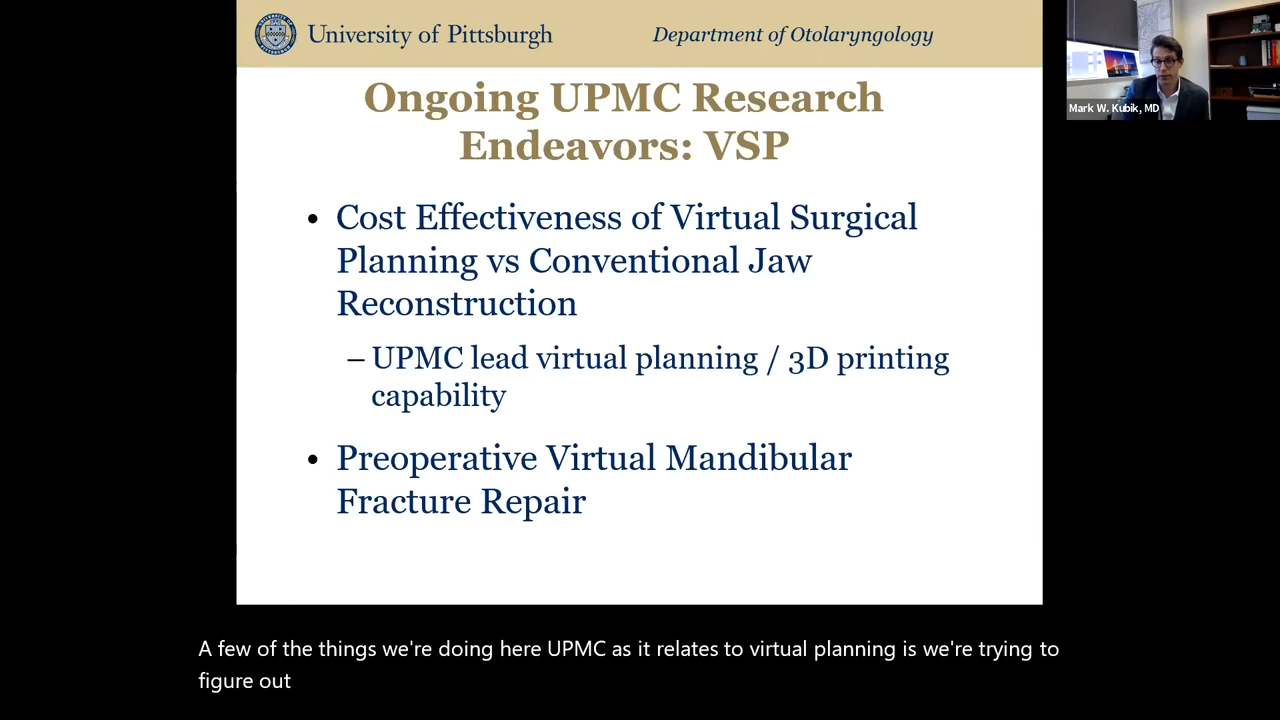 University of Pittsburgh
Department of Otolaryngology
Mark W. Kubik, MD
Ongoing UPMC Research
Endeavors: VSP
• Cost Effectiveness of Virtual Surgical
Planning vs Conventional Jaw
Reconstruction
– UPMC lead virtual planning / 3D printing
capability
• Preoperative Virtual Mandibular
Fracture Repair
A few of the things we're doing here UPMC as it relates to virtual planning is we're trying to
figure out